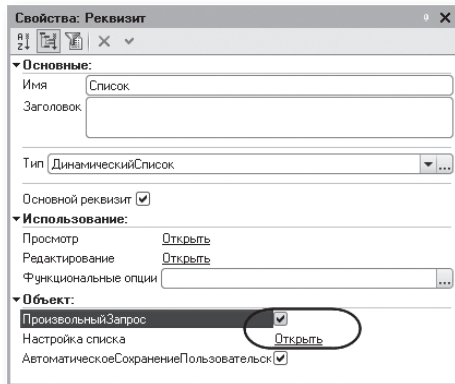 Свойства: Реквизит
Основные:
Имя Список
Заголовок
Тип ДинамическийСписок
Основной реквизит
Использование:
Просмотр Открыть
Редактирование Открыть
Функциональные опции
Объект:
ПроизвольныйЗапрос
Настройка списка Открыть
АвтоматическоеСохранениеПользовательск